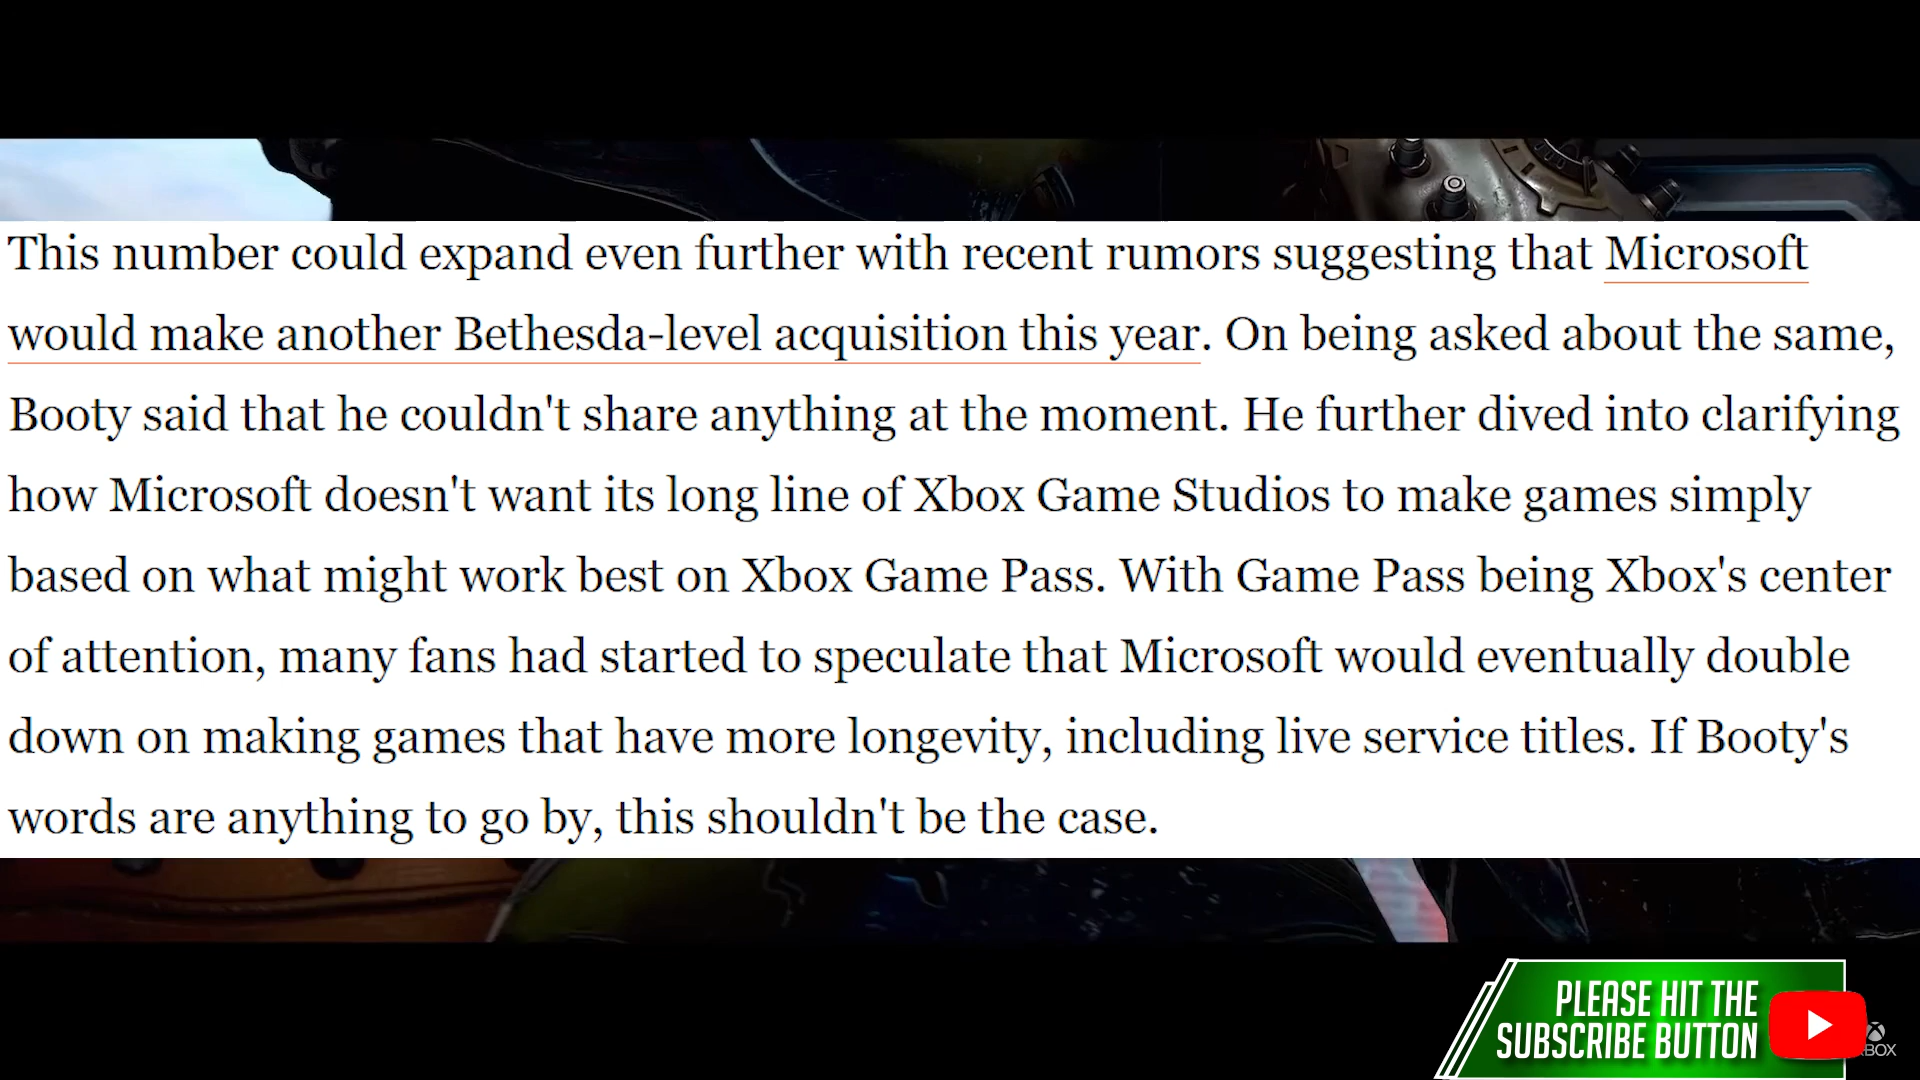 This number could expand even further with recent rumors suggesting that Microsoft
would make another Bethesda-level acquisition this year. On being asked about the same,
Booty said that he couldn't share anything at the moment. He further dived into clarifying
how Microsoft doesn't want its long line of Xbox Game Studios to make games simply
based on what might work best on Xbox Game Pass. With Game Pass being Xbox's center
of attention, many fans had started to speculate that Microsoft would eventually double
down on making games that have more longevity, including live service titles. If Booty's
words are anything to go by, this shouldn't be the case.
PLEASE HIT THE
SUBSCRIBE BUTTON